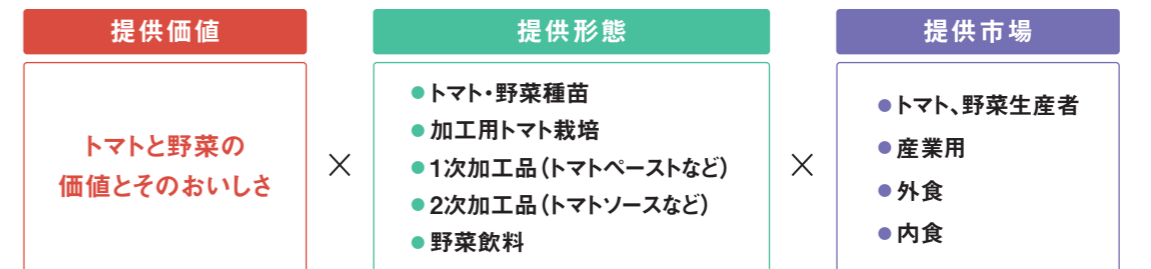 提供価値
トマトと野菜の
価値とそのおいしさ
×
提供形態
●トマト・野菜種苗
●加工用トマト栽培
●1次加工品（トマトペーストなど）
●2次加工品（トマトソースなど）
●野菜飲料
×
提供市場
●トマト、野菜生産者
●産業用
●外食
●内食